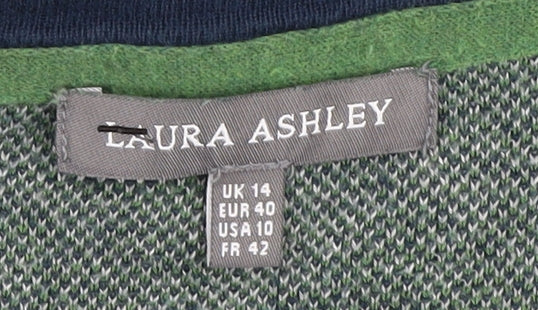 LAURA ASHLEY
UK 14
EUR 40
USA 10
FR 42